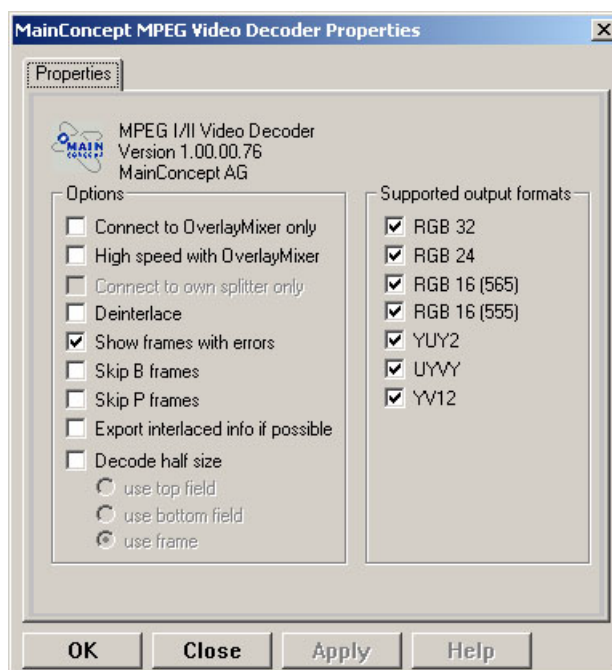 MainConcept MPEG Video Decoder Properties
Properties
MAIN
CONCEPT
MPEG I/II Video Decoder
Version 1.00.00.76
MainConcept AG
Options
Connect to OverlayMixer only
High speed with OverlayMixer
Connect to own splitter only
Deinterlace
Show frames with errors
Skip B frames
Skip P frames
Export interlaced info if possible
Decode half size
use top field
use bottom field
use frame
Supported output formats
RGB 32
RGB 24
RGB 16 (565)
RGB 16 (555)
YUY2
UYVY
YV12
OK
Close
Apply
Help